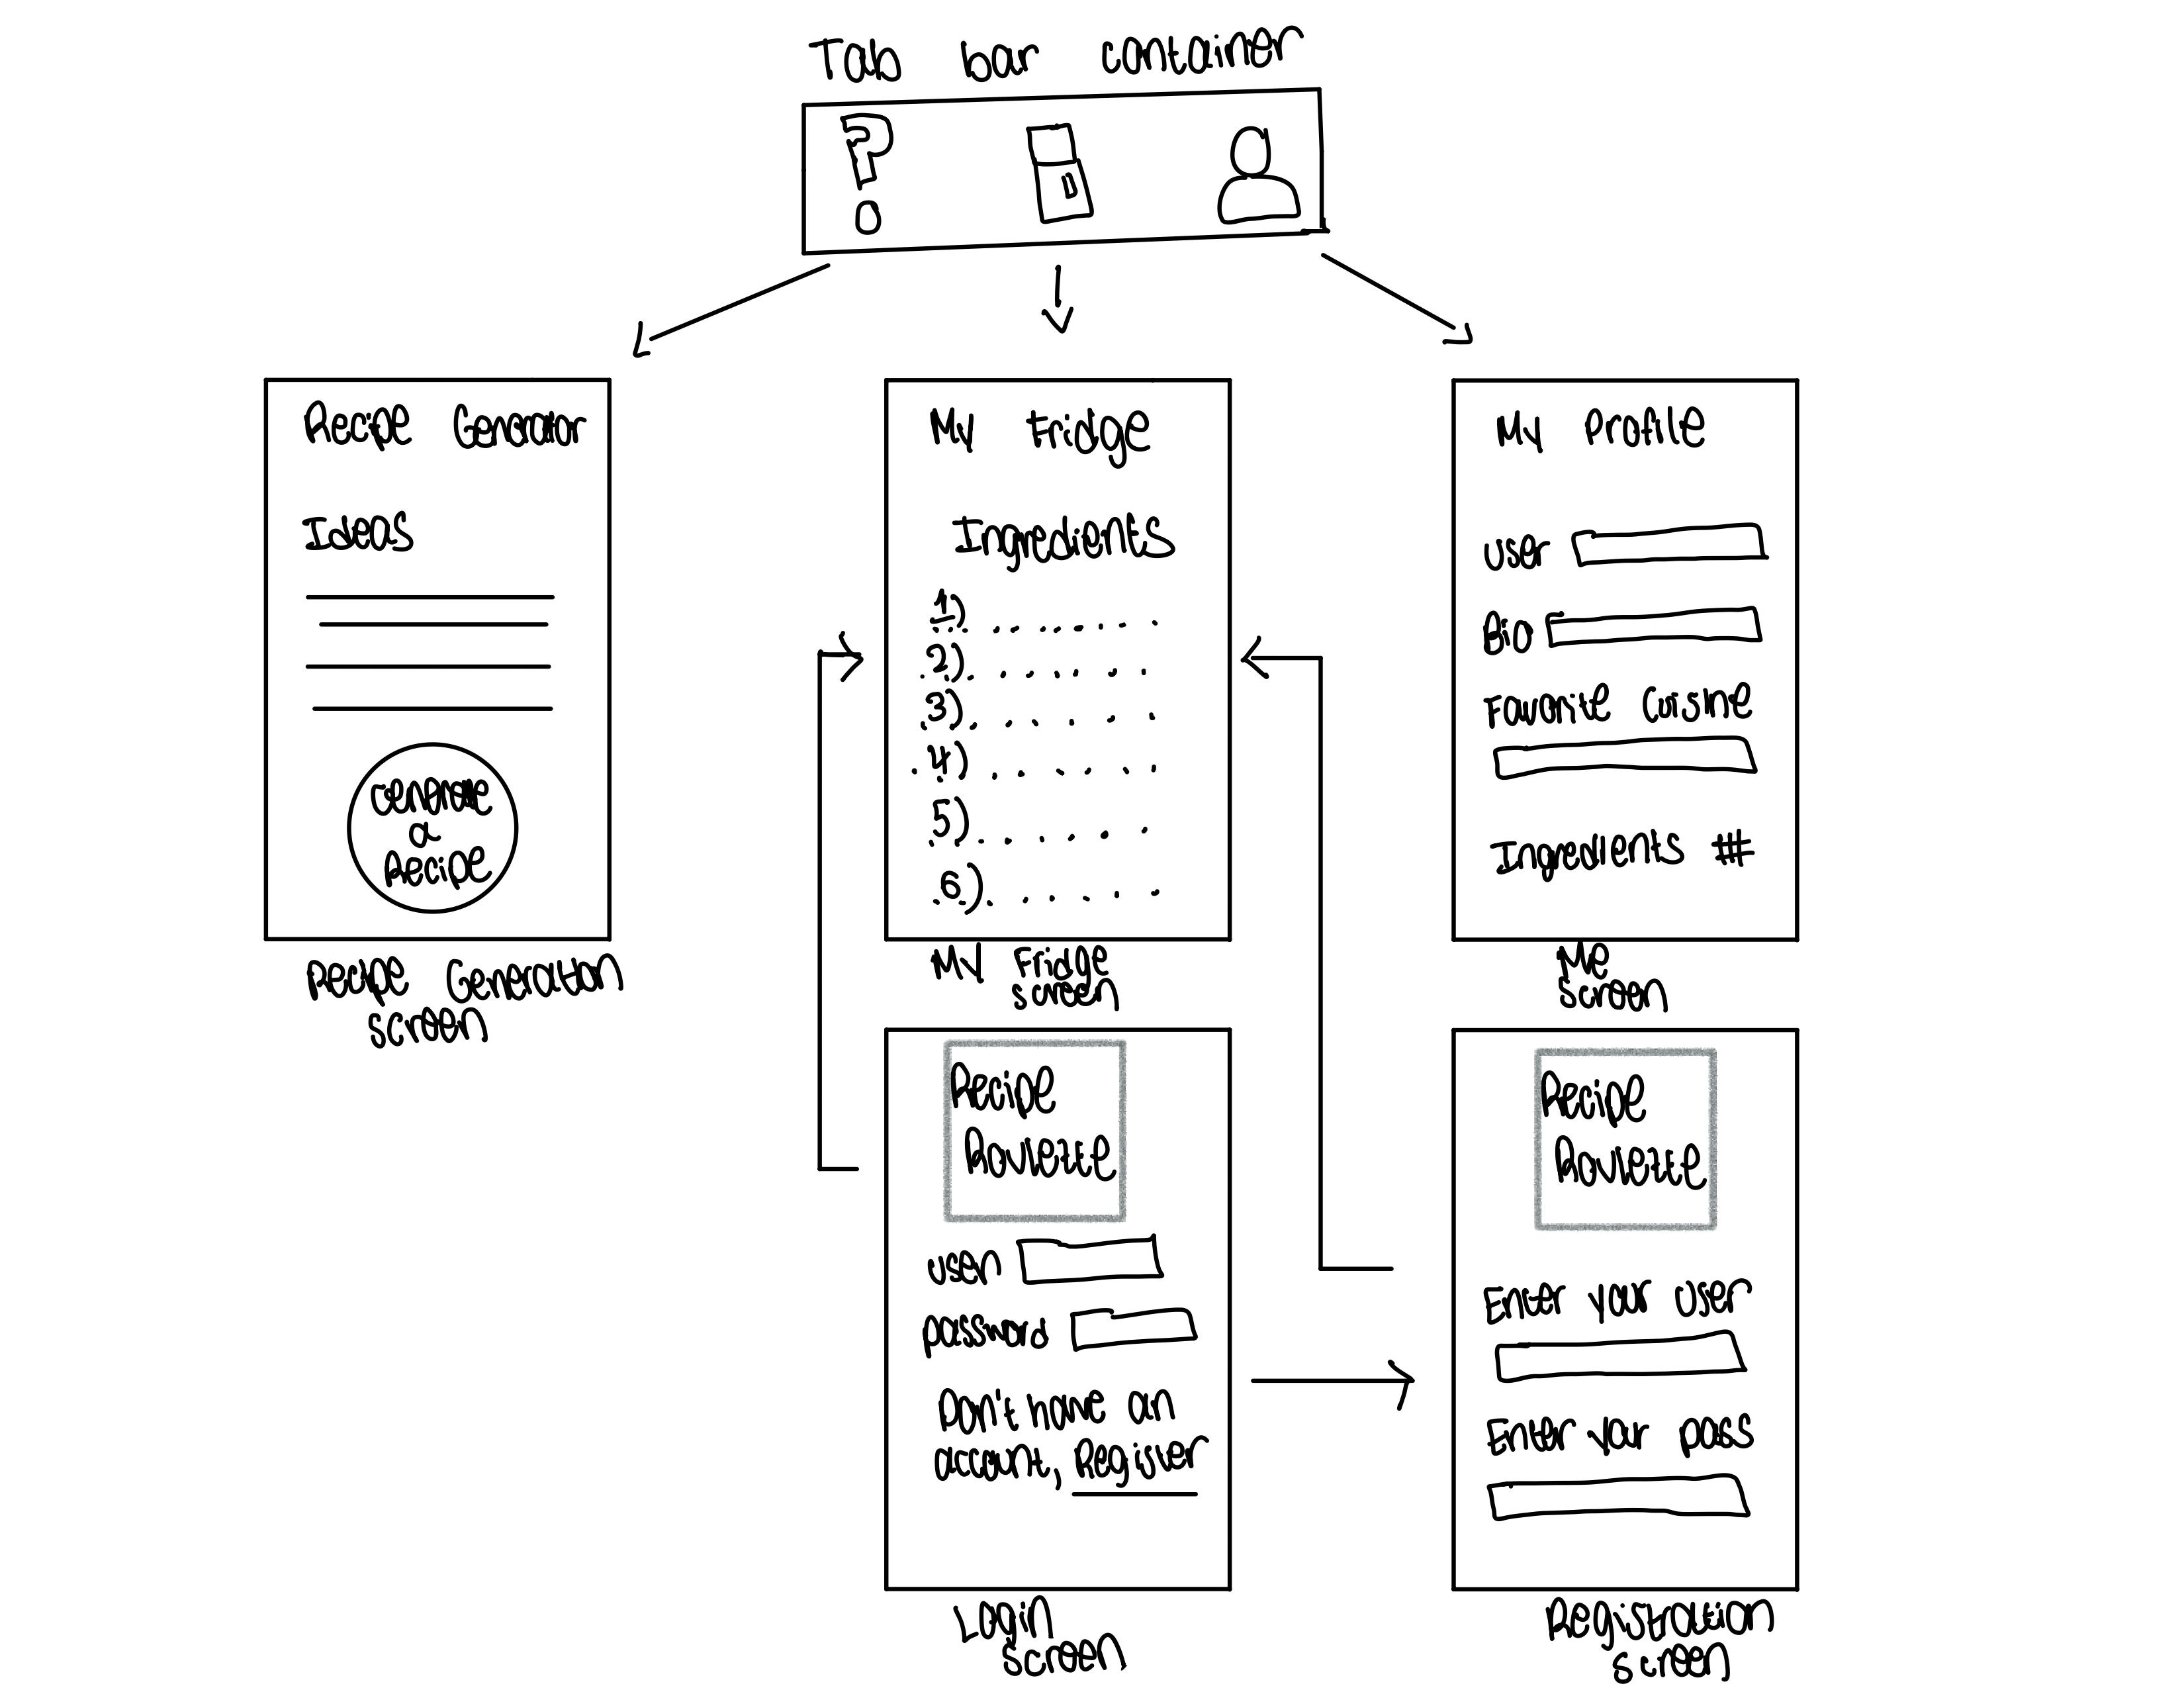 Tab bar container
Recipe Generator
Ideas
Generate
a
Recipe
Recipe Generation
screen
My Fridge
Ingredients
1)
2)
3)
4)
5)
6)
My Fridge
screen
My Profile
user
Bio
Favorite Cuisine
Ingredients #
Me
screen
Recipe
Roulette
user
password
Don't have an
account, Register
Login
screen
Recipe
Roulette
Enter your user
Enter your pass
Registration
screen